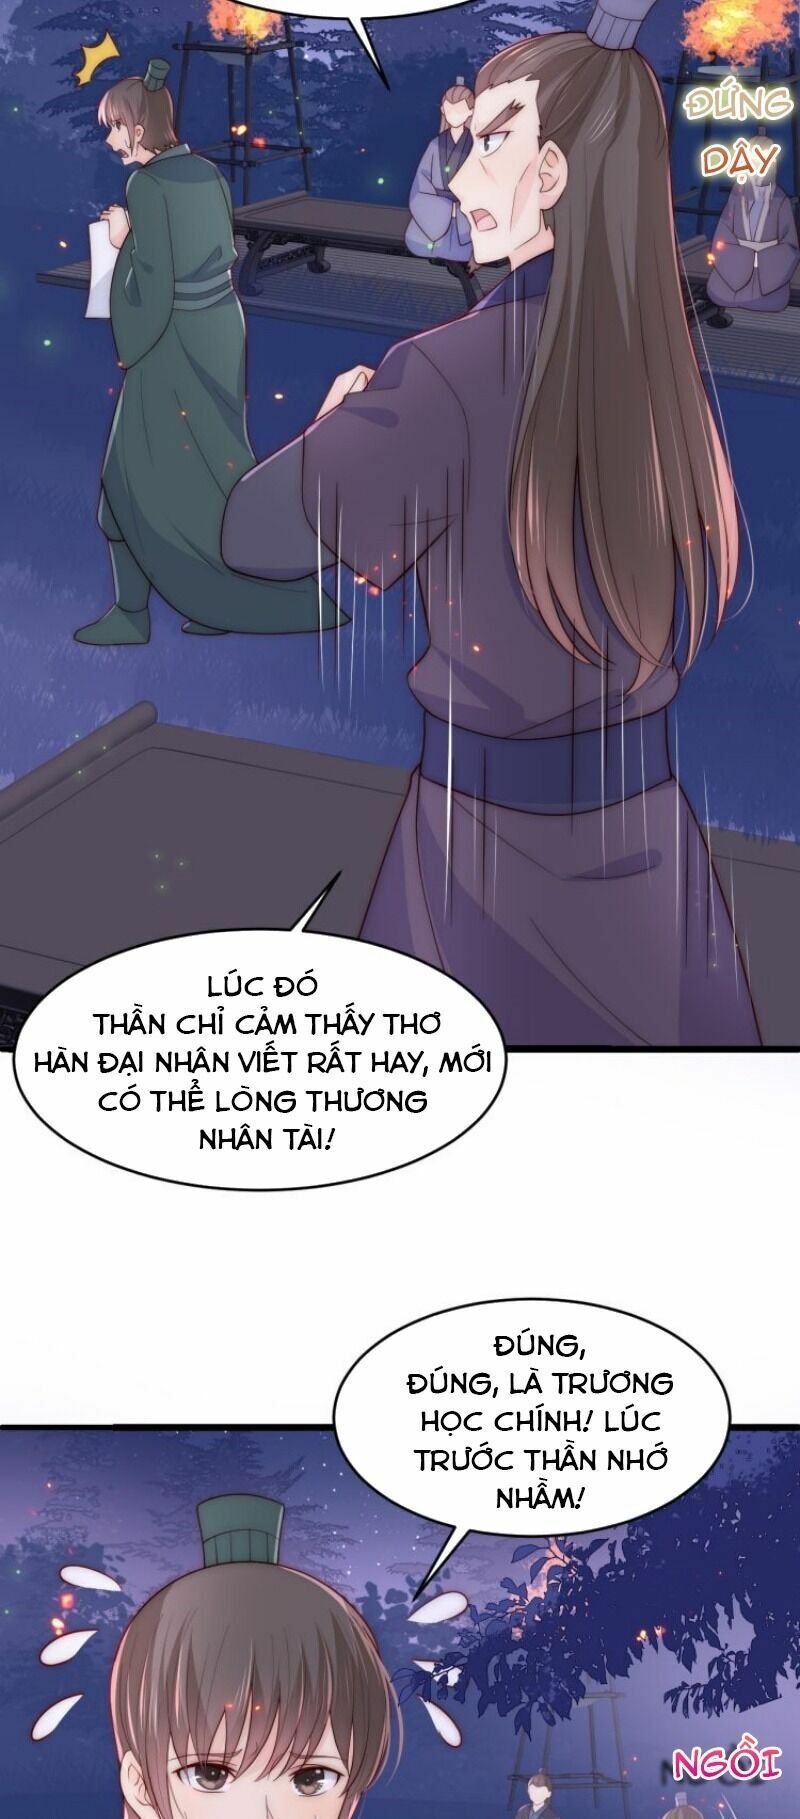 ĐỨNG
DẬY
LÚC ĐÓ
THẦN CHỈ CẢM THẤY THƠ
HÀN ĐẠI NHÂN VIẾT RẤT HAY, MỚI
CÓ THỂ LÒNG THƯƠNG
NHÂN TÀI!
ĐÚNG,
ĐÚNG, LÀ TRƯƠNG
HỌC CHÍNH! LÚC
TRƯỚC THẦN NHỚ
NHẦM!
NGỒI